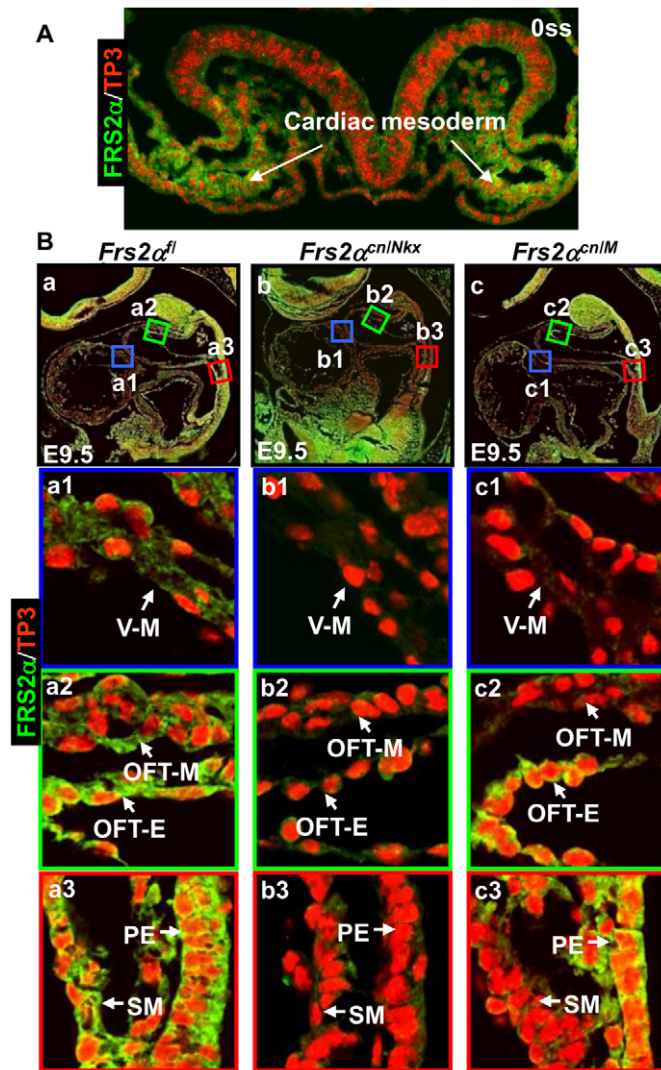 A
FRS2α/TP3
0ss
Cardiac mesoderm
B
Frs2αfl
Frs2αcn/Nkx
Frs2αcn/M
a
a2
a3
a1
E9.5
b
b2
b3
b1
E9.5
c
c2
c3
c1
E9.5
FRS2α/TP3
a1
V-M
b1
V-M
c1
V-M
a2
OFT-M
OFT-E
b2
OFT-M
OFT-E
c2
OFT-M
OFT-E
a3
PE
SM
b3
PE
SM
c3
PE
SM